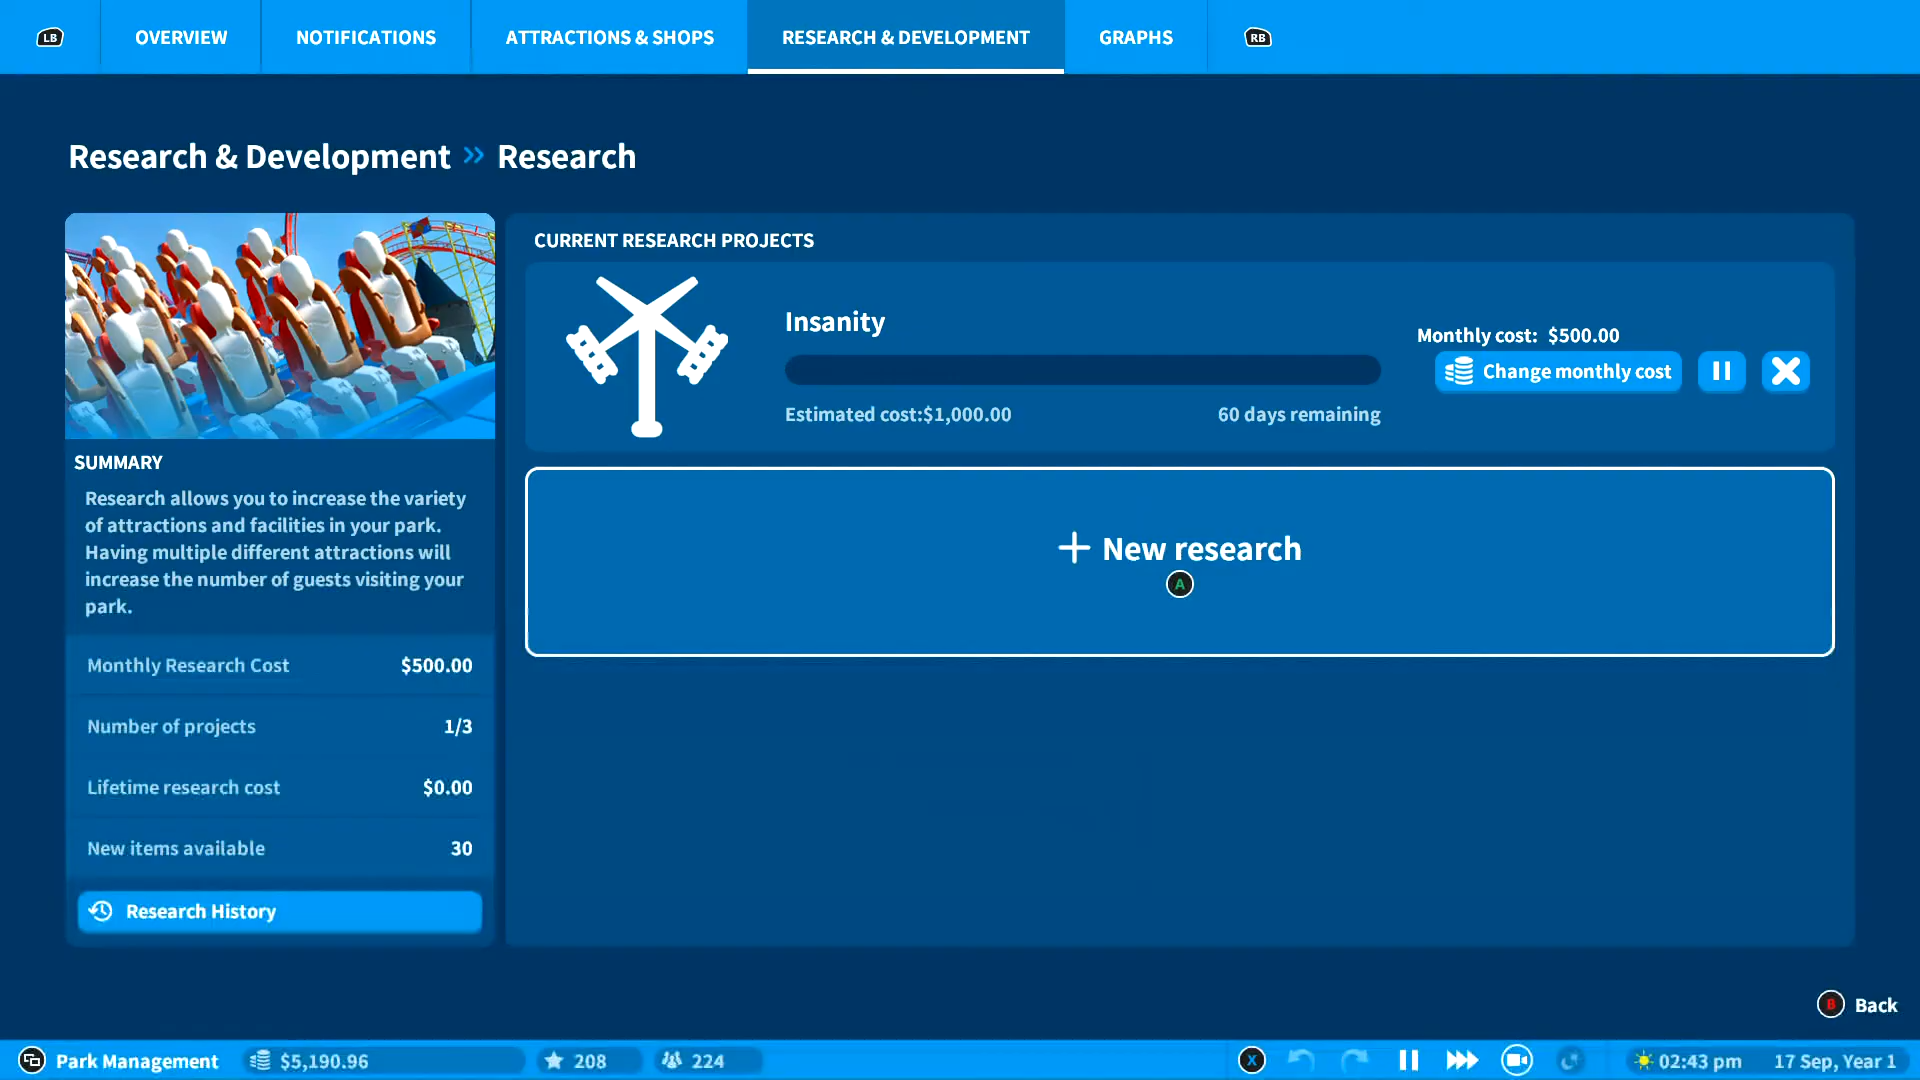 LB OVERVIEW NOTIFICATIONS ATTRACTIONS & SHOPS RESEARCH & DEVELOPMENT GRAPHS RB
Research & Development » Research
SUMMARY
Research allows you to increase the variety
of attractions and facilities in your park.
Having multiple different attractions will
increase the number of guests visiting your
park.
Monthly Research Cost $500.00
Number of projects 1/3
Lifetime research cost $0.00
New items available 30
Research History
CURRENT RESEARCH PROJECTS
Insanity
Estimated cost:$1,000.00 60 days remaining
Monthly cost: $500.00
Change monthly cost
+ New research
A
B Back
Park Management $5,190.96 208 224 X 02:43 pm 17 Sep, Year 1